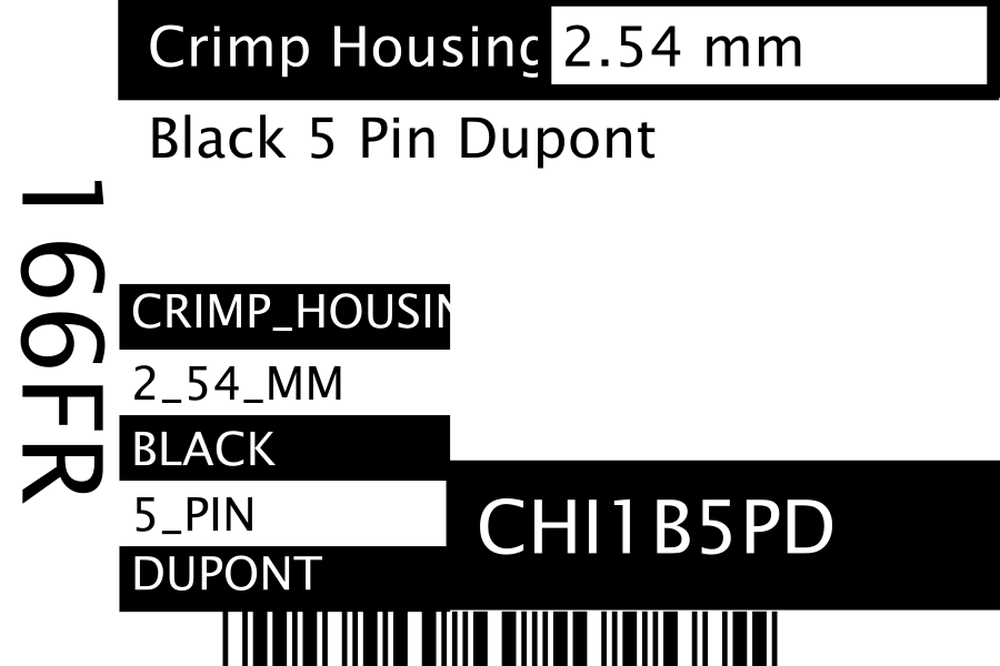 Crimp Housing 2.54 mm
Black 5 Pin Dupont
166FR
CRIMP_HOUSIN
2_54_MM
BLACK
5_PIN
DUPONT
CHI1B5PD